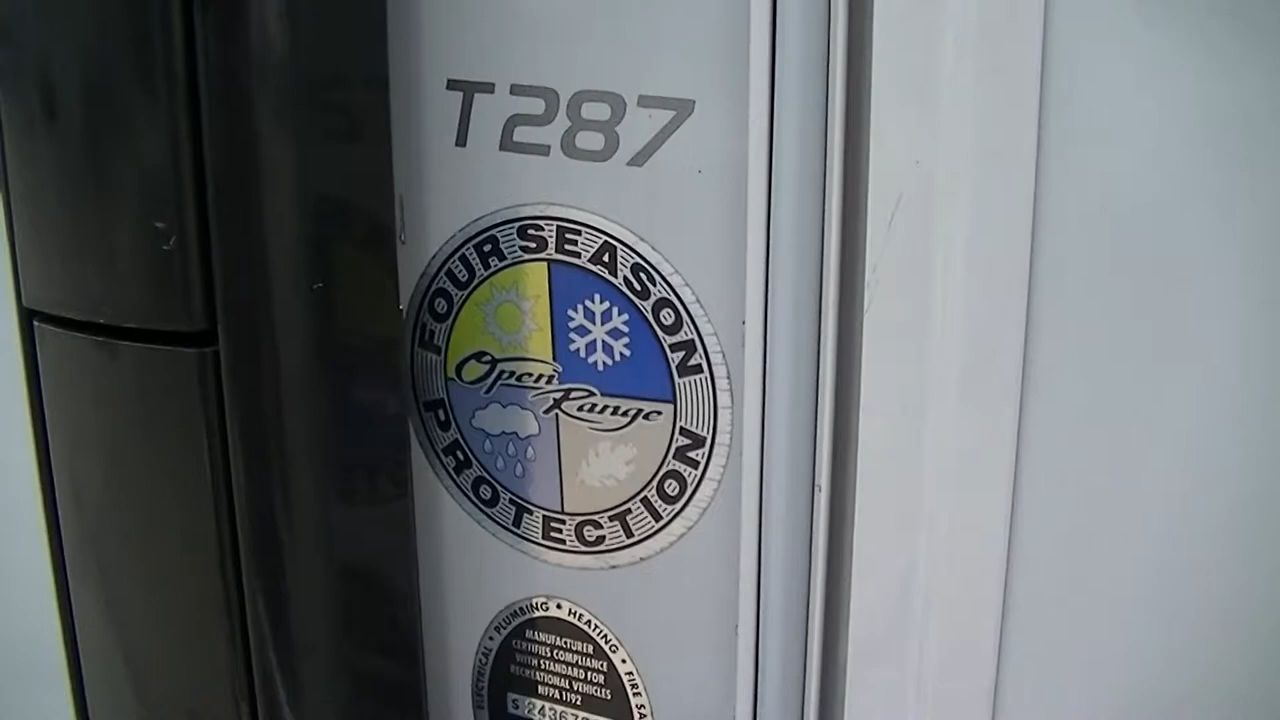 T287
FOUR SEASON
Open
Range
PROTECTION
ELECTRICAL • PLUMBING • HEATING • FIRE
MANUFACTURER
CERTIFIES COMPLIANCE
WITH STANDARD FOR
RECREATIONAL VEHICLES
NFPA 1192
S 24367